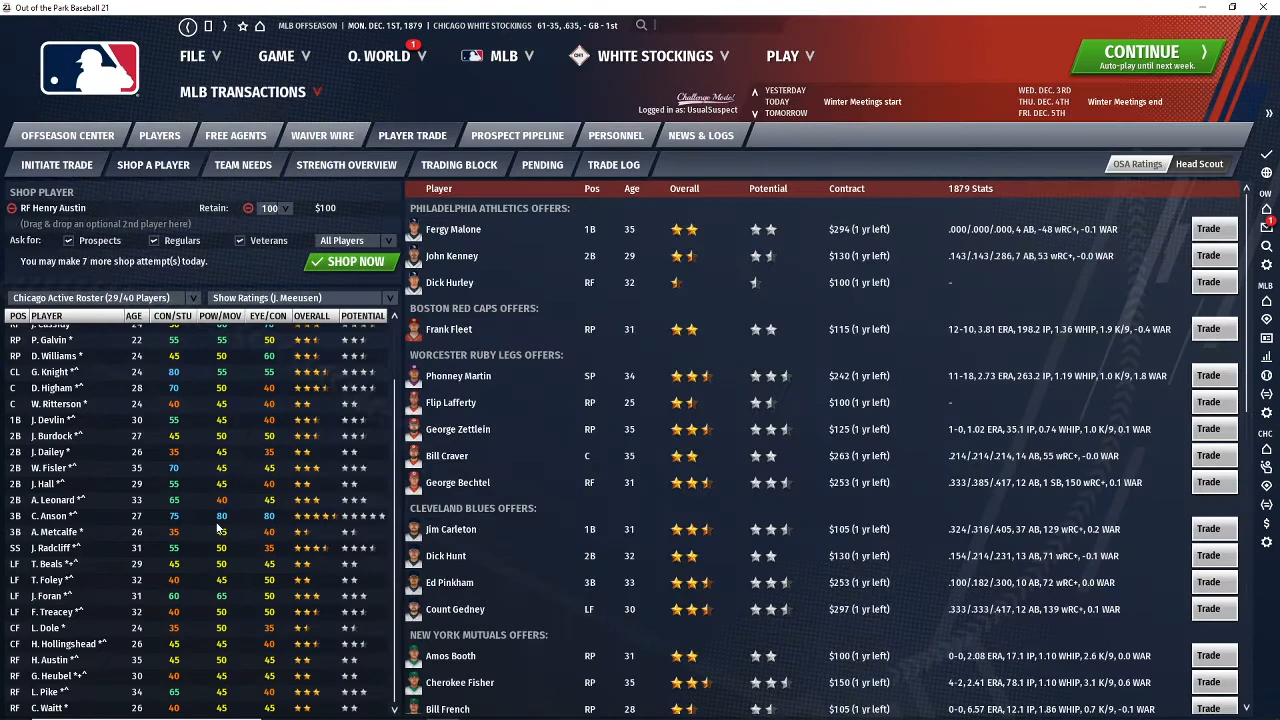 Out of the Park Baseball 21
MLB OFFSEASON | MON. DEC. 1ST, 1879 | CHICAGO WHITE STOCKINGS 61-35, .635, - GB - 1st
FILE GAME O. WORLD 1 MLB WHITE STOCKINGS PLAY
CONTINUE
Auto-play until next week.
MLB TRANSACTIONS
Challenge Mode!
Logged in as: UsualSuspect
YESTERDAY
TODAY Winter Meetings start
TOMORROW
WED. DEC. 3RD
THU. DEC. 4TH Winter Meetings end
FRI. DEC. 5TH
OFFSEASON CENTER PLAYERS FREE AGENTS WAIVER WIRE PLAYER TRADE PROSPECT PIPELINE PERSONNEL NEWS & LOGS
INITIATE TRADE SHOP A PLAYER TEAM NEEDS STRENGTH OVERVIEW TRADING BLOCK PENDING TRADE LOG OSA Ratings Head Scout
SHOP PLAYER
RF Henry Austin Retain: 100 $100
(Drag & drop an optional 2nd player here)
Ask for: Prospects Regulars Veterans All Players
You may make 7 more shop attempt(s) today. SHOP NOW
Chicago Active Roster (29/40 Players) Show Ratings (J. Meeusen)
POS PLAYER AGE CON/STU POW/MOV EYE/CON OVERALL POTENTIAL
RF J. Cassidy 24 50 60 70
RP P. Galvin * 22 55 55 50
RP D. Williams * 24 45 50 60
CL G. Knight *^ 24 80 55 55
C D. Higham *^ 28 70 50 40
C W. Ritterson * 24 40 45 40
1B J. Devlin *^ 30 55 45 40
2B J. Burdock *^ 27 45 50 50
2B J. Dailey * 26 35 45 35
2B W. Fisler *^ 35 70 45 45
2B J. Hall *^ 29 55 45 40
2B A. Leonard *^ 33 65 40 45
3B C. Anson *^ 27 75 80 80
3B A. Metcalfe * 26 35 40
SS J. Radcliff *^ 31 55 50 35
LF T. Beals *+^ 29 45 45 50
LF T. Foley *^ 32 40 45 50
LF J. Foran *^ 31 60 65 45
LF F. Treacey *^ 32 40 50 50
CF L. Dole * 24 35 50 35
CF H. Hollingshead *^ 26 45 45 40
RF H. Austin *^ 35 45 50 45
RF G. Heubel *+^ 30 40 45 40
RF L. Pike *^ 34 65 45 40
RF C. Waitt *^ 26 40 45 45
Player Pos Age Overall Potential Contract 1879 Stats
PHILADELPHIA ATHLETICS OFFERS:
Fergy Malone 1B 35 $294 (1 yr left) .000/.000/.000, 4 AB, -48 wRC+, -0.1 WAR Trade
John Kenney 2B 29 $130 (1 yr left) .143/.143/.286, 7 AB, 53 wRC+, -0.0 WAR Trade
Dick Hurley RF 32 $100 (1 yr left) - Trade
BOSTON RED CAPS OFFERS:
Frank Fleet RP 31 $115 (1 yr left) 12-10, 3.81 ERA, 198.2 IP, 1.36 WHIP, 1.9 K/9, -0.4 WAR Trade
WORCESTER RUBY LEGS OFFERS:
Phonney Martin SP 34 $242 (1 yr left) 11-18, 2.73 ERA, 263.2 IP, 1.19 WHIP, 1.0 K/9, 1.8 WAR Trade
Flip Lafferty RP 25 $100 (1 yr left) - Trade
George Zettlein RP 35 $125 (1 yr left) 1-0, 1.02 ERA, 35.1 IP, 0.74 WHIP, 1.0 K/9, 0.1 WAR Trade
Bill Craver C 35 $263 (1 yr left) .214/.214/.214, 14 AB, 55 wRC+, -0.0 WAR Trade
George Bechtel RF 31 $253 (1 yr left) .333/.385/.417, 12 AB, 1 SB, 150 wRC+, 0.1 WAR Trade
CLEVELAND BLUES OFFERS:
Jim Carleton 1B 31 $105 (1 yr left) .324/.316/.405, 37 AB, 129 wRC+, 0.2 WAR Trade
Dick Hunt 2B 32 $130 (1 yr left) .154/.214/.231, 13 AB, 71 wRC+, -0.1 WAR Trade
Ed Pinkham 3B 33 $253 (1 yr left) .100/.182/.300, 10 AB, 72 wRC+, 0.0 WAR Trade
Count Gedney LF 30 $297 (1 yr left) .333/.333/.417, 12 AB, 139 wRC+, 0.1 WAR Trade
NEW YORK MUTUALS OFFERS:
Amos Booth RP 31 $100 (1 yr left) 0-0, 2.08 ERA, 17.1 IP, 1.10 WHIP, 2.6 K/9, 0.0 WAR Trade
Cherokee Fisher RP 35 $150 (1 yr left) 4-2, 2.41 ERA, 78.1 IP, 1.10 WHIP, 3.1 K/9, 0.6 WAR Trade
Bill French RP 28 $105 (1 yr left) 0-0, 6.57 ERA, 12.1 IP, 1.86 WHIP, 0.7 K/9, -0.1 WAR Trade
OW
1
MLB
CHC